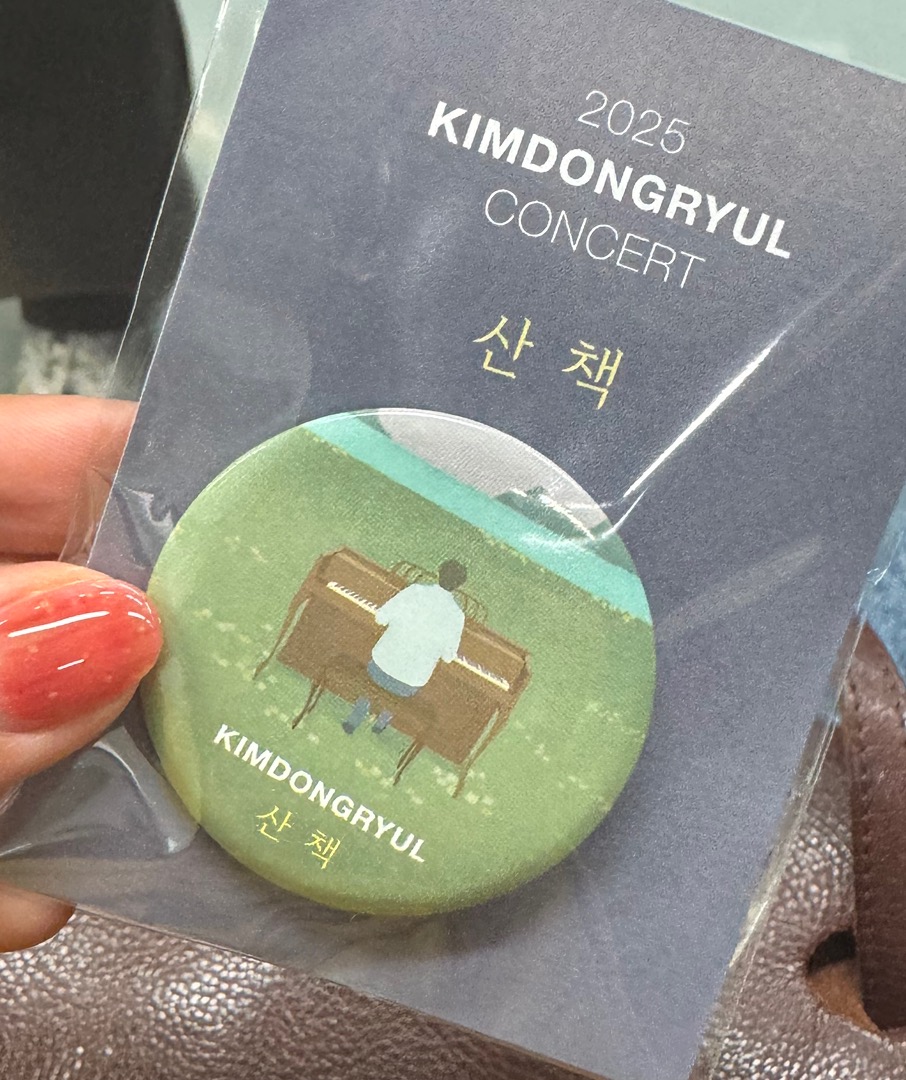 2025
KIMDONGRYUL
CONCERT
산 책
KIMDONGRYUL
산 책